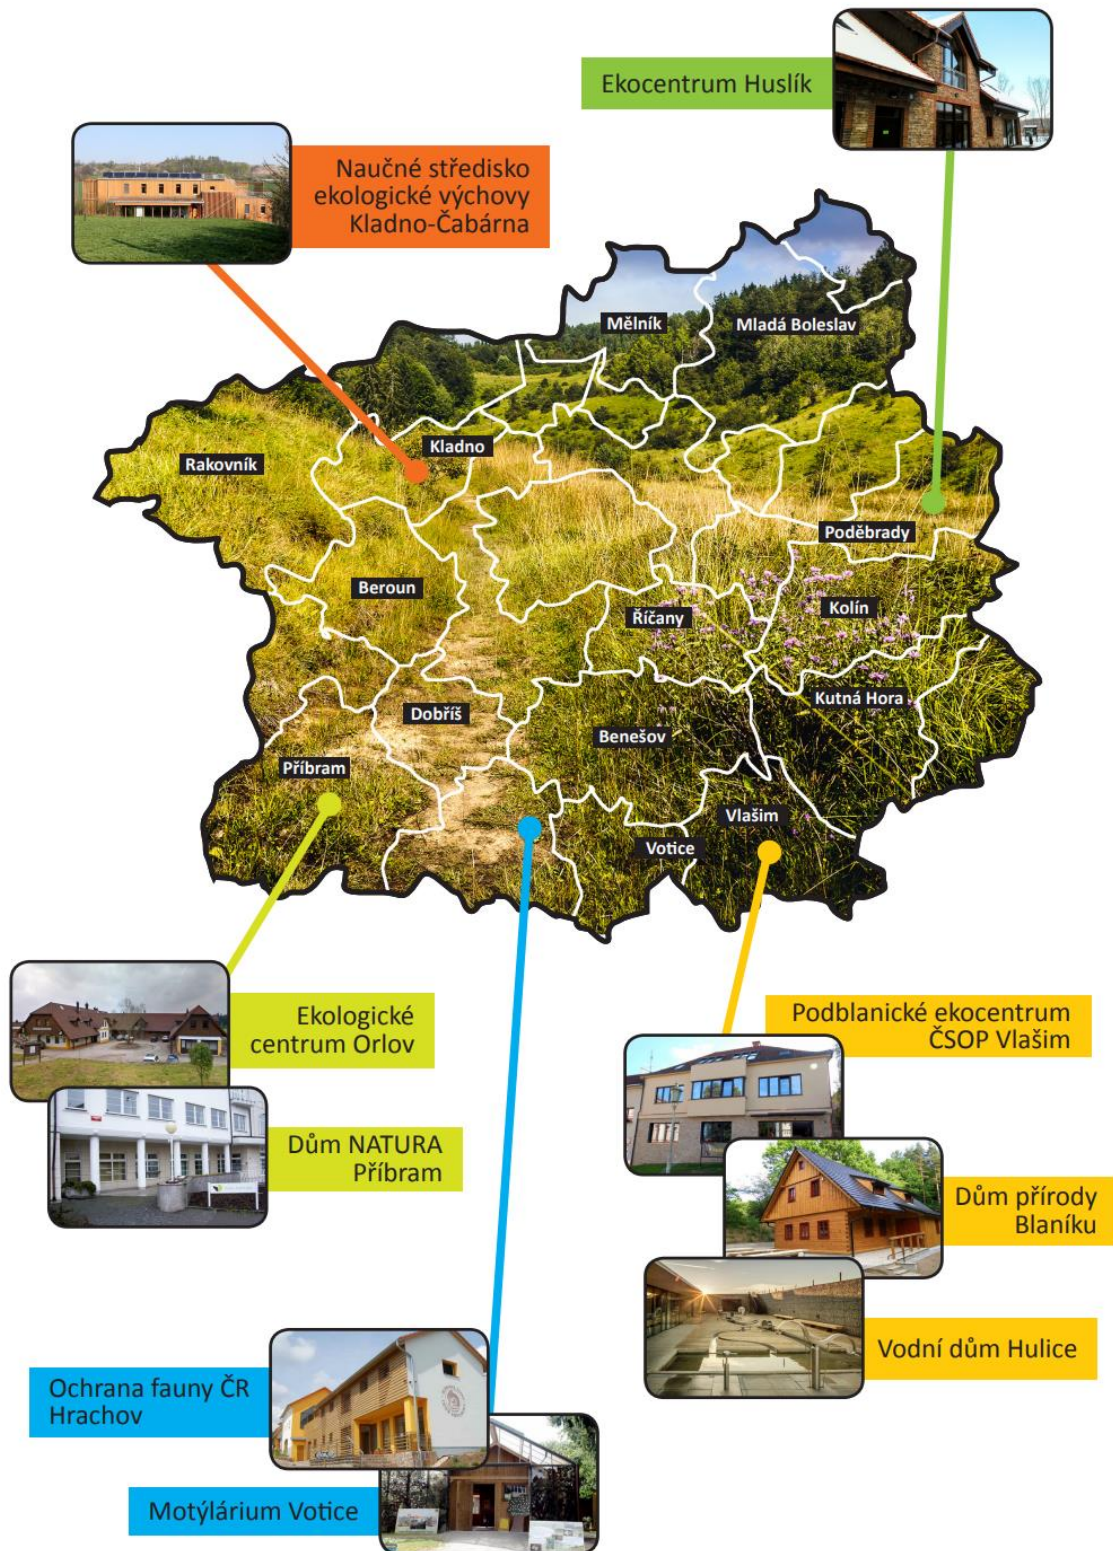 Ekocentrum Huslík
Naučné středisko
ekologické výchovy
Kladno-Čabárna
Mělník
Mladá Boleslav
Kladno
Rakovník
Poděbrady
Beroun
Kolín
Říčany
Kutná Hora
Dobříš
Benešov
Příbram
Vlašim
Votice
Ekologické
centrum Orlov
Podblanické ekocentrum
ČSOP Vlašim
Dům NATURA
Příbram
Dům přírody
Blaníku
Vodní dům Hulice
Ochrana fauny ČR
Hrachov
Motýlárium Votice